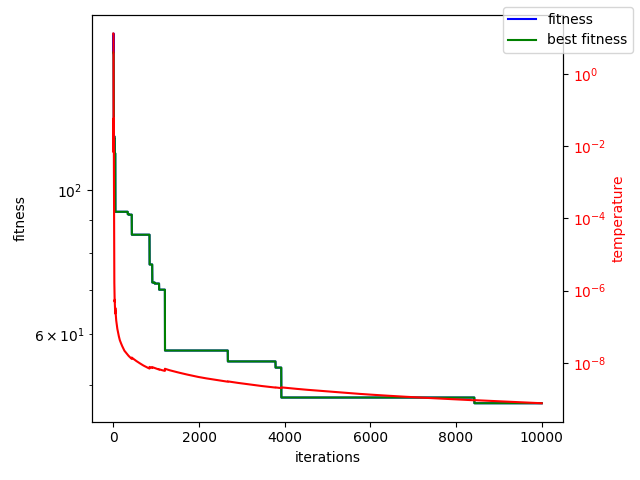 fitness
best fitness
10^0
10^-2
10^2
10^-4
fitness
temperature
10^-6
6 × 10^1
10^-8
0 2000 4000 6000 8000 10000
iterations